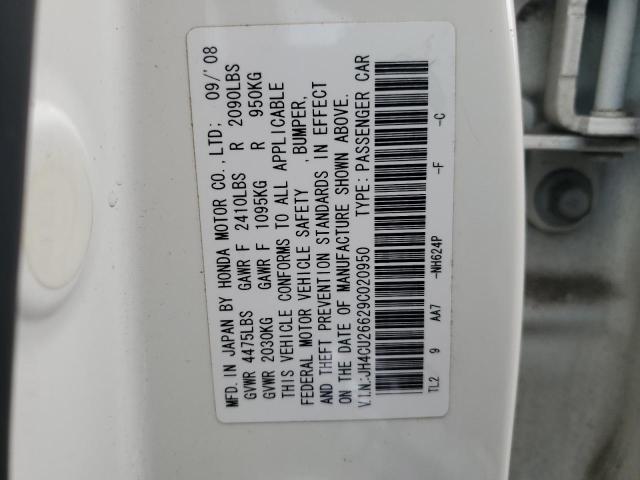 MFD. IN JAPAN BY HONDA MOTOR CO., LTD; 09/'08
GVWR 4475LBS GAWR F 2410LBS R 2090LBS
GVWR 2030KG GAWR F 1095KG R 950KG
THIS VEHICLE CONFORMS TO ALL APPLICABLE
FEDERAL MOTOR VEHICLE SAFETY ,BUMPER,
AND THEFT PREVENTION STANDARDS IN EFFECT
ON THE DATE OF MANUFACTURE SHOWN ABOVE.
V.I.N.:JH4CU26629C020950 TYPE: PASSENGER CAR
TL2 9 AA7 -NH624P -F -C